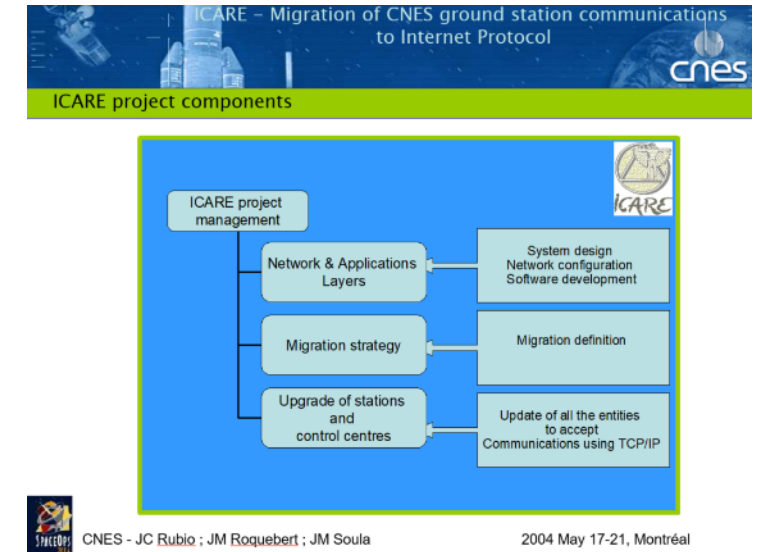 ICARE – Migration of CNES ground station communications
to Internet Protocol
cnes
ICARE project components
ICARE
ICARE project
management
Network & Applications
Layers
System design
Network configuration
Software development
Migration strategy
Migration definition
Upgrade of stations
and
control centres
Update of all the entities
to accept
Communications using TCP/IP
SPACEOPS
CNES - JC Rubio ; JM Roquebert ; JM Soula
2004 May 17-21, Montréal